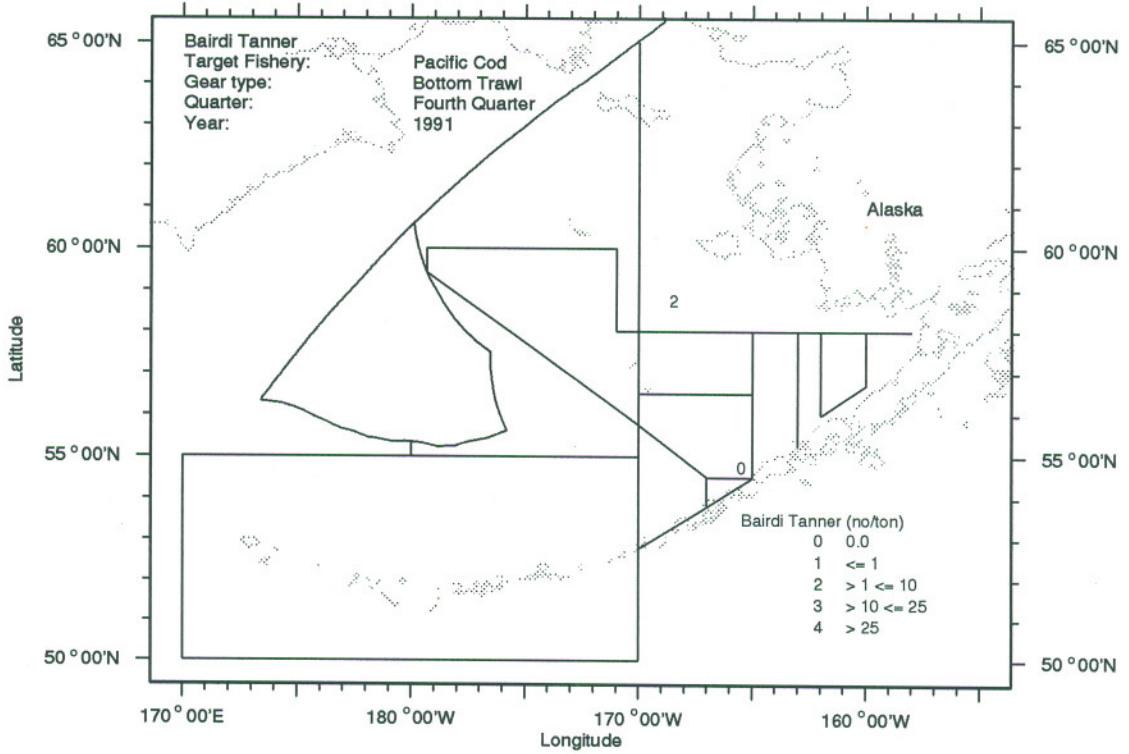 65°00'N
65°00'N
Bairdi Tanner
Target Fishery: Pacific Cod
Gear type: Bottom Trawl
Quarter: Fourth Quarter
Year: 1991
Alaska
60°00'N
60°00'N
2
Latitude
55°00'N
55°00'N
0
Bairdi Tanner (no/ton)
0 0.0
1 <= 1
2 > 1 <= 10
3 > 10 <= 25
4 > 25
50°00'N
50°00'N
170°00'E 180°00'W 170°00'W 160°00'W
Longitude